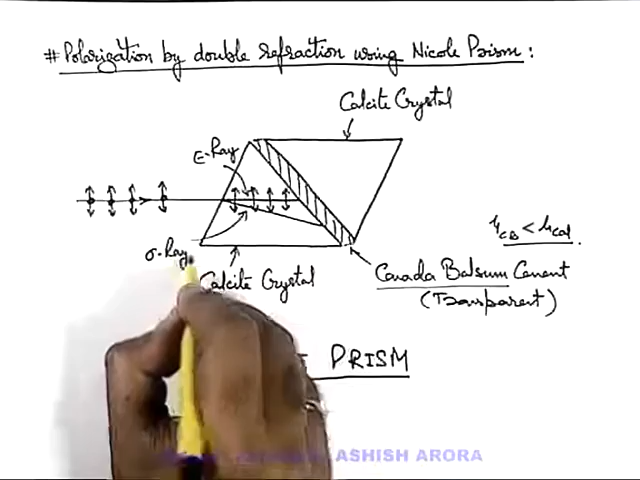 # Polarization by double refraction using Nicole Prism :
Calcite Crystal
E-Ray
μCB < μcal.
O-Ray
Calcite Crystal
Canada Balsum Cement
(Transparent)
PRISM
ASHISH ARORA